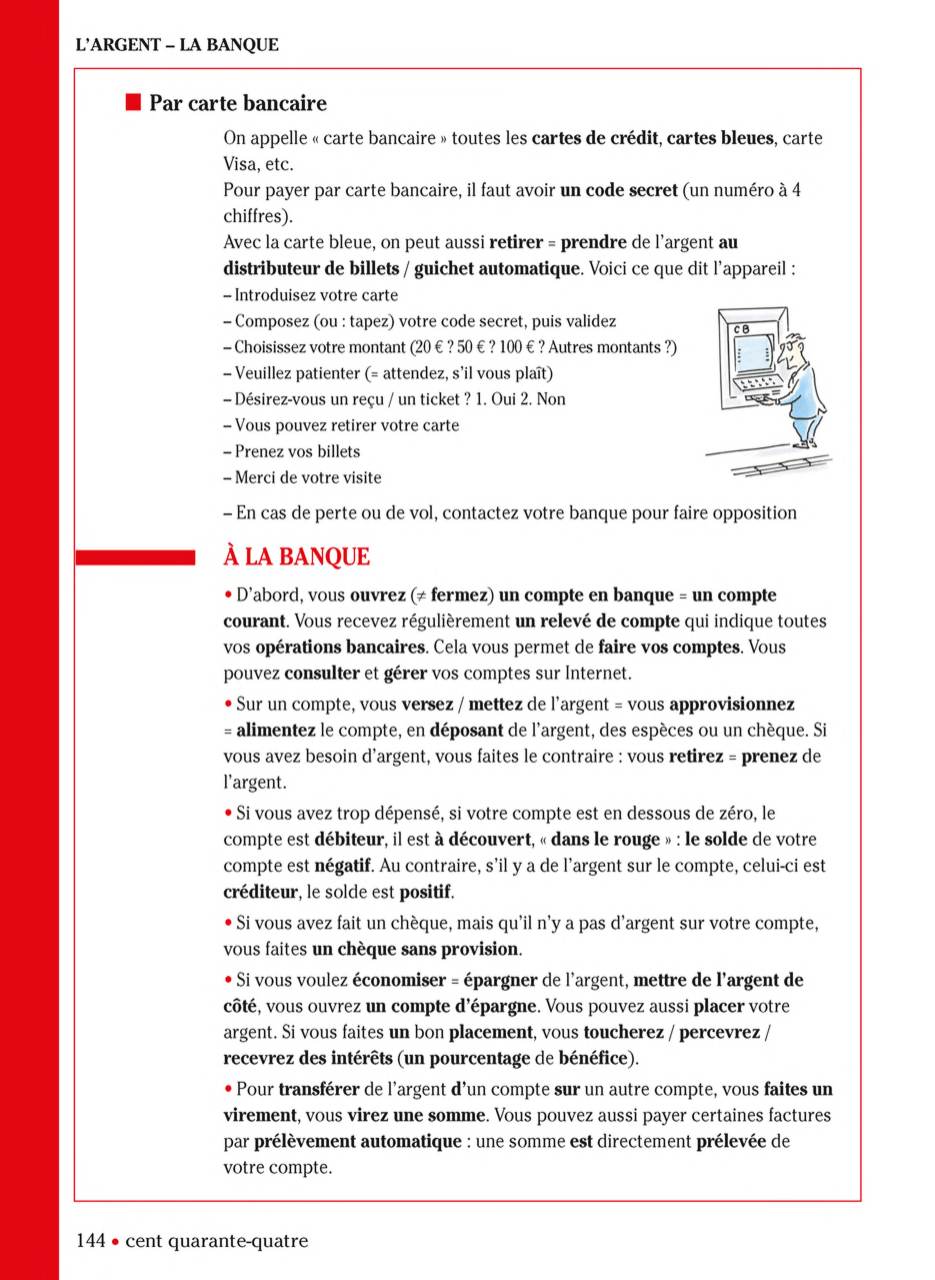 L'ARGENT – LA BANQUE
■ Par carte bancaire
On appelle « carte bancaire » toutes les cartes de crédit, cartes bleues, carte
Visa, etc.
Pour payer par carte bancaire, il faut avoir un code secret (un numéro à 4
chiffres).
Avec la carte bleue, on peut aussi retirer = prendre de l'argent au
distributeur de billets / guichet automatique. Voici ce que dit l'appareil :
– Introduisez votre carte
– Composez (ou : tapez) votre code secret, puis validez
– Choisissez votre montant (20 € ? 50 € ? 100 € ? Autres montants ?)
– Veuillez patienter (= attendez, s'il vous plaît)
– Désirez-vous un reçu / un ticket ? 1. Oui 2. Non
– Vous pouvez retirer votre carte
– Prenez vos billets
– Merci de votre visite
CB
– En cas de perte ou de vol, contactez votre banque pour faire opposition
À LA BANQUE
• D'abord, vous ouvrez (≠ fermez) un compte en banque = un compte
courant. Vous recevez régulièrement un relevé de compte qui indique toutes
vos opérations bancaires. Cela vous permet de faire vos comptes. Vous
pouvez consulter et gérer vos comptes sur Internet.
• Sur un compte, vous versez / mettez de l'argent = vous approvisionnez
= alimentez le compte, en déposant de l'argent, des espèces ou un chèque. Si
vous avez besoin d'argent, vous faites le contraire : vous retirez = prenez de
l'argent.
• Si vous avez trop dépensé, si votre compte est en dessous de zéro, le
compte est débiteur, il est à découvert, « dans le rouge » : le solde de votre
compte est négatif. Au contraire, s'il y a de l'argent sur le compte, celui-ci est
créditeur, le solde est positif.
• Si vous avez fait un chèque, mais qu'il n'y a pas d'argent sur votre compte,
vous faites un chèque sans provision.
• Si vous voulez économiser = épargner de l'argent, mettre de l'argent de
côté, vous ouvrez un compte d'épargne. Vous pouvez aussi placer votre
argent. Si vous faites un bon placement, vous toucherez / percevrez /
recevrez des intérêts (un pourcentage de bénéfice).
• Pour transférer de l'argent d'un compte sur un autre compte, vous faites un
virement, vous virez une somme. Vous pouvez aussi payer certaines factures
par prélèvement automatique : une somme est directement prélevée de
votre compte.
144 • cent quarante-quatre